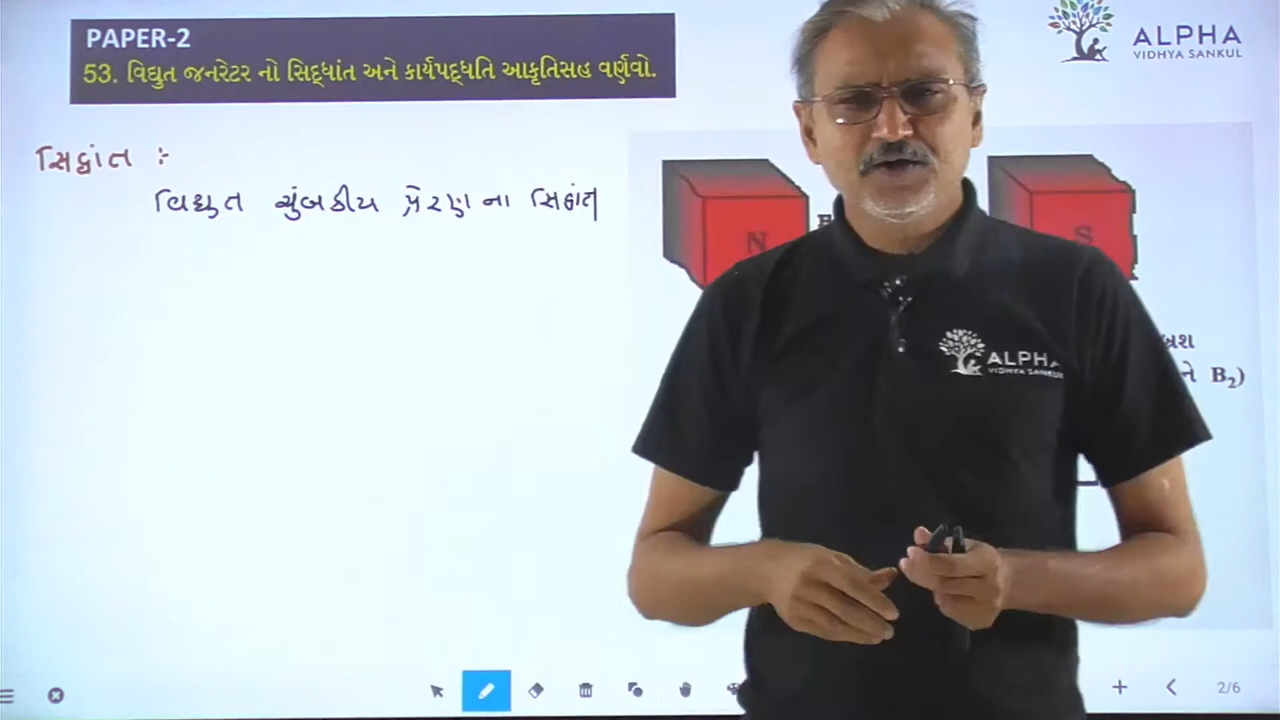 PAPER-2
53. વિદ્યુત જનરેટર નો સિદ્ધાંત અને કાર્યપદ્ધતિ આકૃતિસહ વર્ણવો.
ALPHA
VIDHYA SANKUL
સિદ્ધાંત :
વિદ્યુત ચુંબકીય પ્રેરણ ના સિદ્ધાંત
N
S
ALPHA
VIDHYA SANKUL
B₂)
2/6